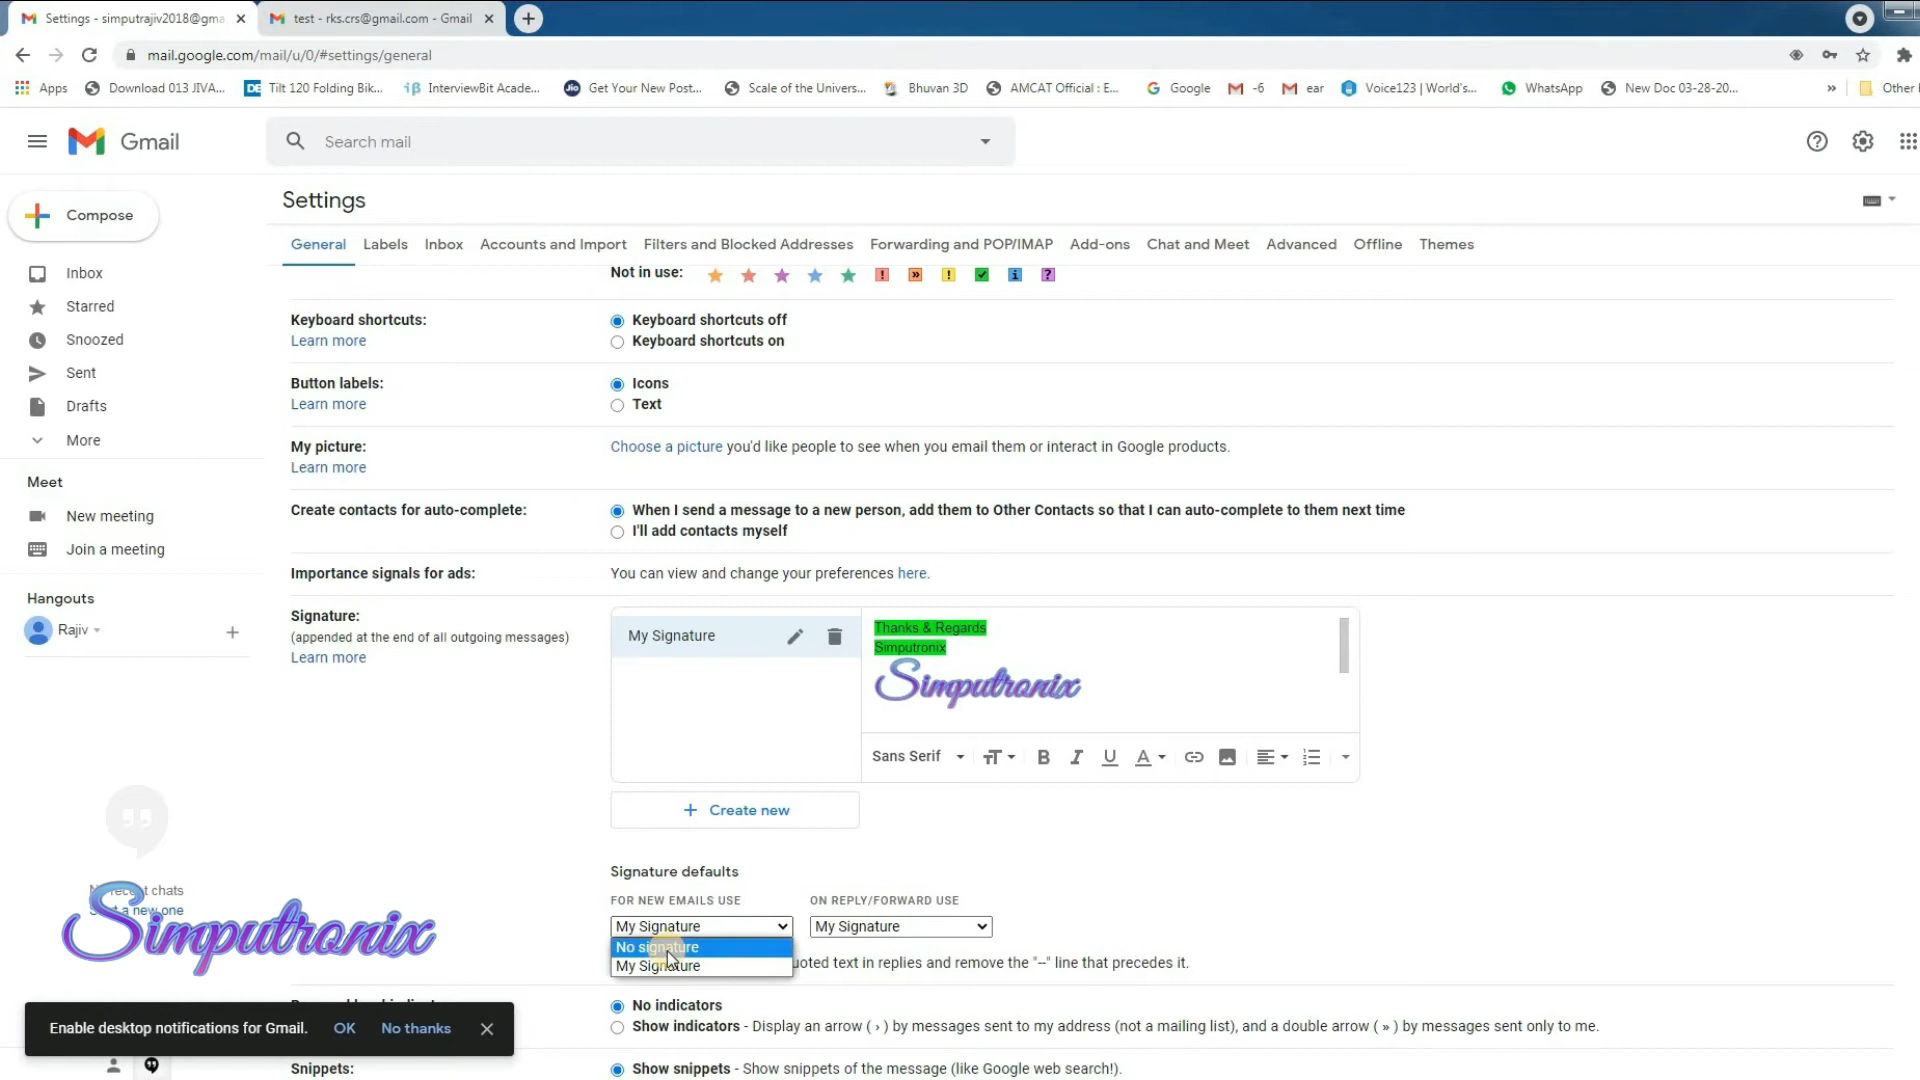 Settings - simputrajiv2018@gma
test - rks.crs@gmail.com - Gmail
mail.google.com/mail/u/0/#settings/general
Apps
Download 013 JIVA...
DE
Tilt 120 Folding Bik...
iβ
InterviewBit Acade...
Jio
Get Your New Post...
Scale of the Univers...
Bhuvan 3D
AMCAT Official : E...
Google
-6
ear
Voice123 | World's...
WhatsApp
New Doc 03-28-20...
»
Other
Gmail
Search mail
Compose
Inbox
Starred
Snoozed
Sent
Drafts
More
Meet
New meeting
Join a meeting
Hangouts
Rajiv
Settings
General
Labels
Inbox
Accounts and Import
Filters and Blocked Addresses
Forwarding and POP/IMAP
Add-ons
Chat and Meet
Advanced
Offline
Themes
Not in use:
Keyboard shortcuts:
Learn more
Keyboard shortcuts off
Keyboard shortcuts on
Button labels:
Learn more
Icons
Text
My picture:
Learn more
Choose a picture you'd like people to see when you email them or interact in Google products.
Create contacts for auto-complete:
When I send a message to a new person, add them to Other Contacts so that I can auto-complete to them next time
I'll add contacts myself
Importance signals for ads:
You can view and change your preferences here.
Signature:
(appended at the end of all outgoing messages)
Learn more
My Signature
Thanks & Regards
Simputronix
Simputronix
Sans Serif
B I U A
+ Create new
Signature defaults
FOR NEW EMAILS USE
ON REPLY/FORWARD USE
My Signature
My Signature
No signature
My Signature
uoted text in replies and remove the "--" line that precedes it.
recent chats
a new one
Simputronix
No indicators
Show indicators - Display an arrow ( › ) by messages sent to my address (not a mailing list), and a double arrow ( » ) by messages sent only to me.
Enable desktop notifications for Gmail.
OK
No thanks
Snippets:
Show snippets - Show snippets of the message (like Google web search!).